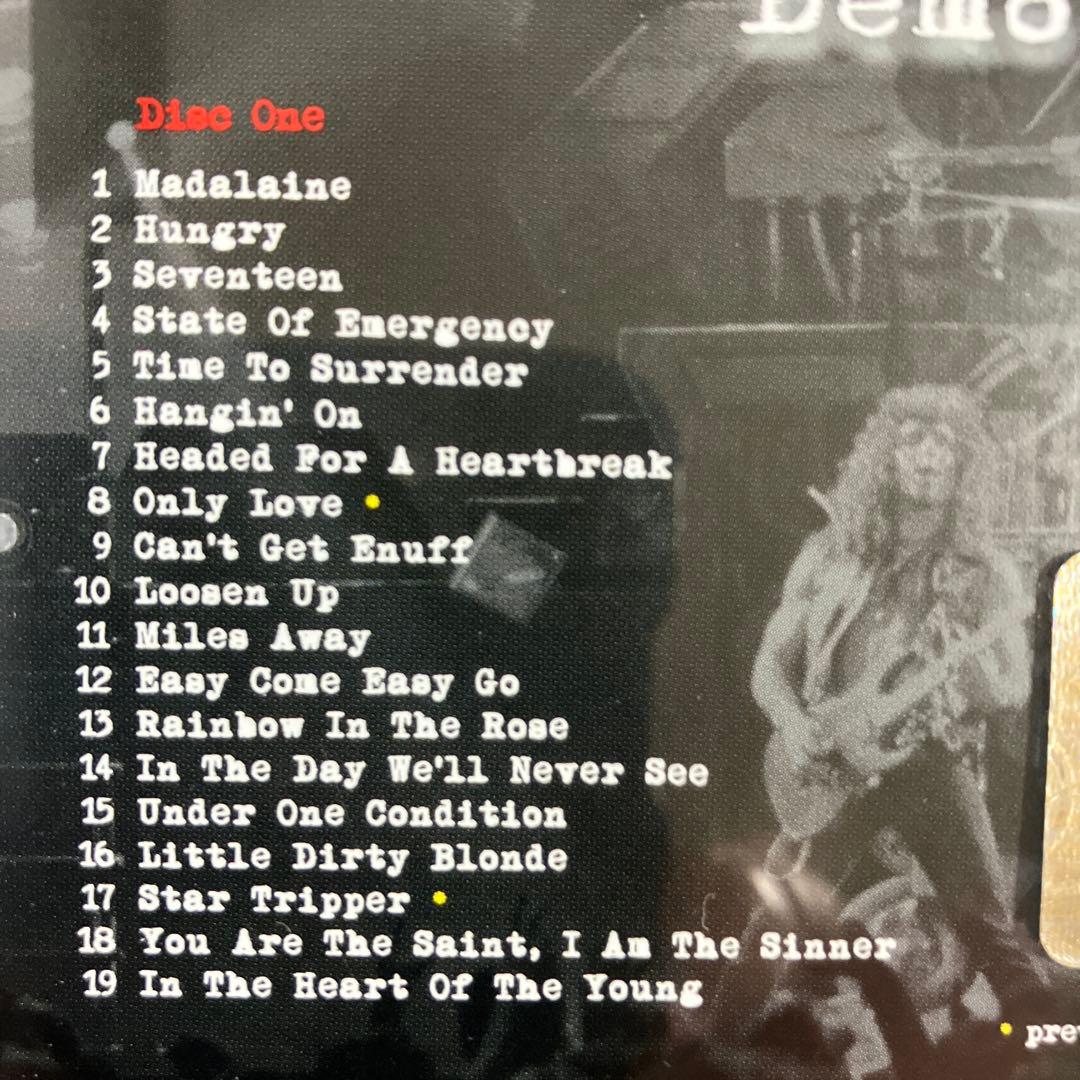 Demo
Disc One
1 Madalaine
2 Hungry
3 Seventeen
4 State Of Emergency
5 Time To Surrender
6 Hangin' On
7 Headed For A Heartbreak
8 Only Love •
9 Can't Get Enuff
10 Loosen Up
11 Miles Away
12 Easy Come Easy Go
13 Rainbow In The Rose
14 In The Day We'll Never See
15 Under One Condition
16 Little Dirty Blonde
17 Star Tripper •
18 You Are The Saint, I Am The Sinner
19 In The Heart Of The Young
• prev